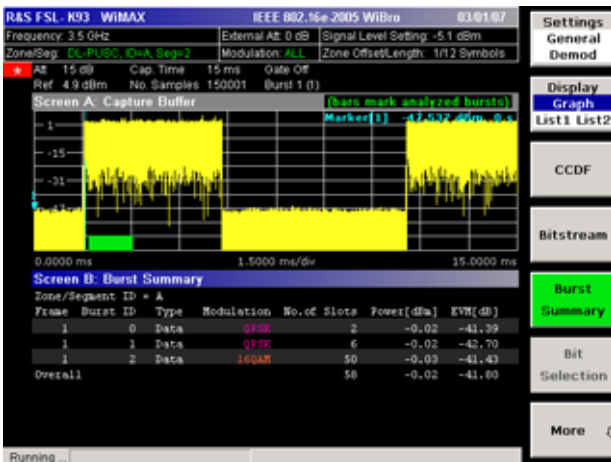 R&S FSL- K93 WiMAX IEEE 802.16e-2005 WiBro 03/01/07
Frequency: 3.5 GHz External Att: 0 dB Signal Level Setting: -5.1 dBm
Zone/Seg: DL-PUSC, ID=A, Seg=2 Modulation: ALL Zone Offset/Length: 1/12 Symbols
Att 15 dB Cap. Time 15 ms Gate Off
Ref 4.9 dBm No. Samples 150001 Burst 1 (1)
Screen A: Capture Buffer (bars mark analyzed bursts)
Marker[1] -47.537 dBm, 0 s
1
-15
-31
0.0000 ms 1.5000 ms/div 15.0000 ms
Screen B: Burst Summary
Zone/Segment ID = A
Frame Burst ID Type Modulation No.of Slots Power[dBm] EVM[dB]
1 0 Data QPSK 2 -0.02 -41.39
1 1 Data QPSK 6 -0.02 -42.70
1 2 Data 16QAM 50 -0.03 -41.43
Overall 58 -0.02 -41.80
Running ...
Settings
General
Demod
Display
Graph
List1 List2
CCDF
Bitstream
Burst
Summary
Bit
Selection
More